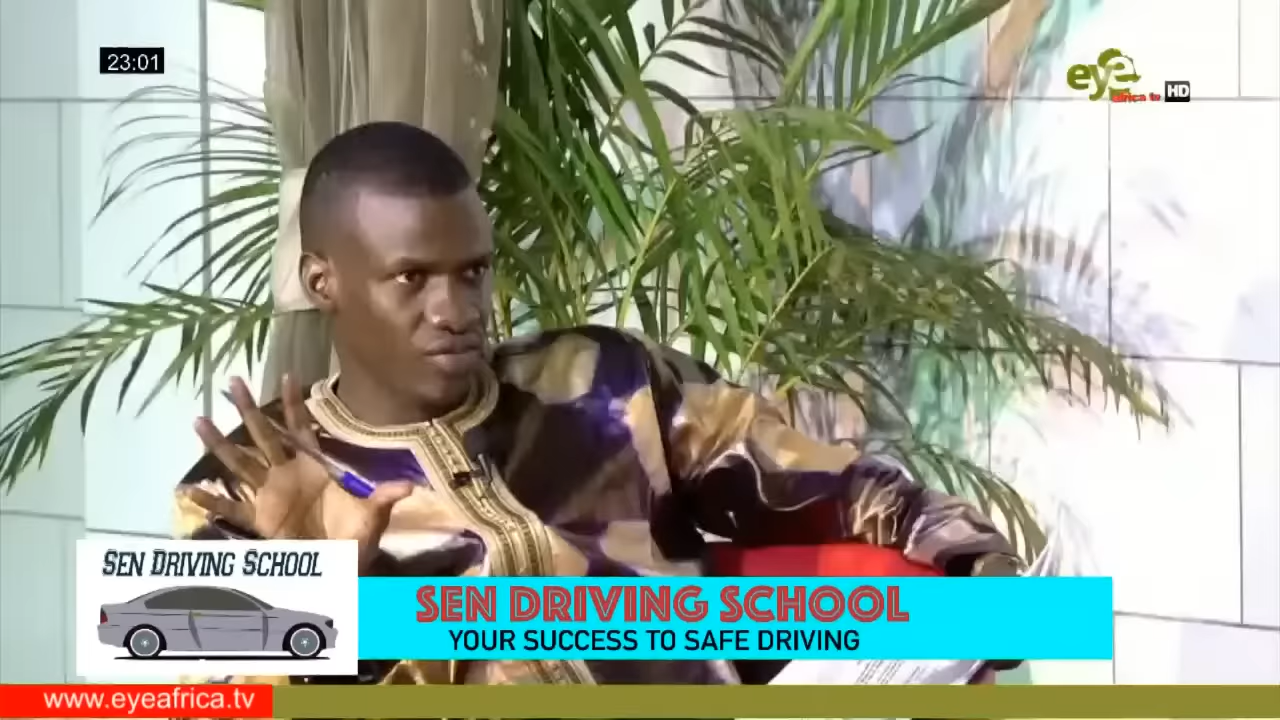 23:01
eye
africa tv HD
SEN DRIVING SCHOOL
SEN DRIVING SCHOOL
YOUR SUCCESS TO SAFE DRIVING
www.eyeafrica.tv